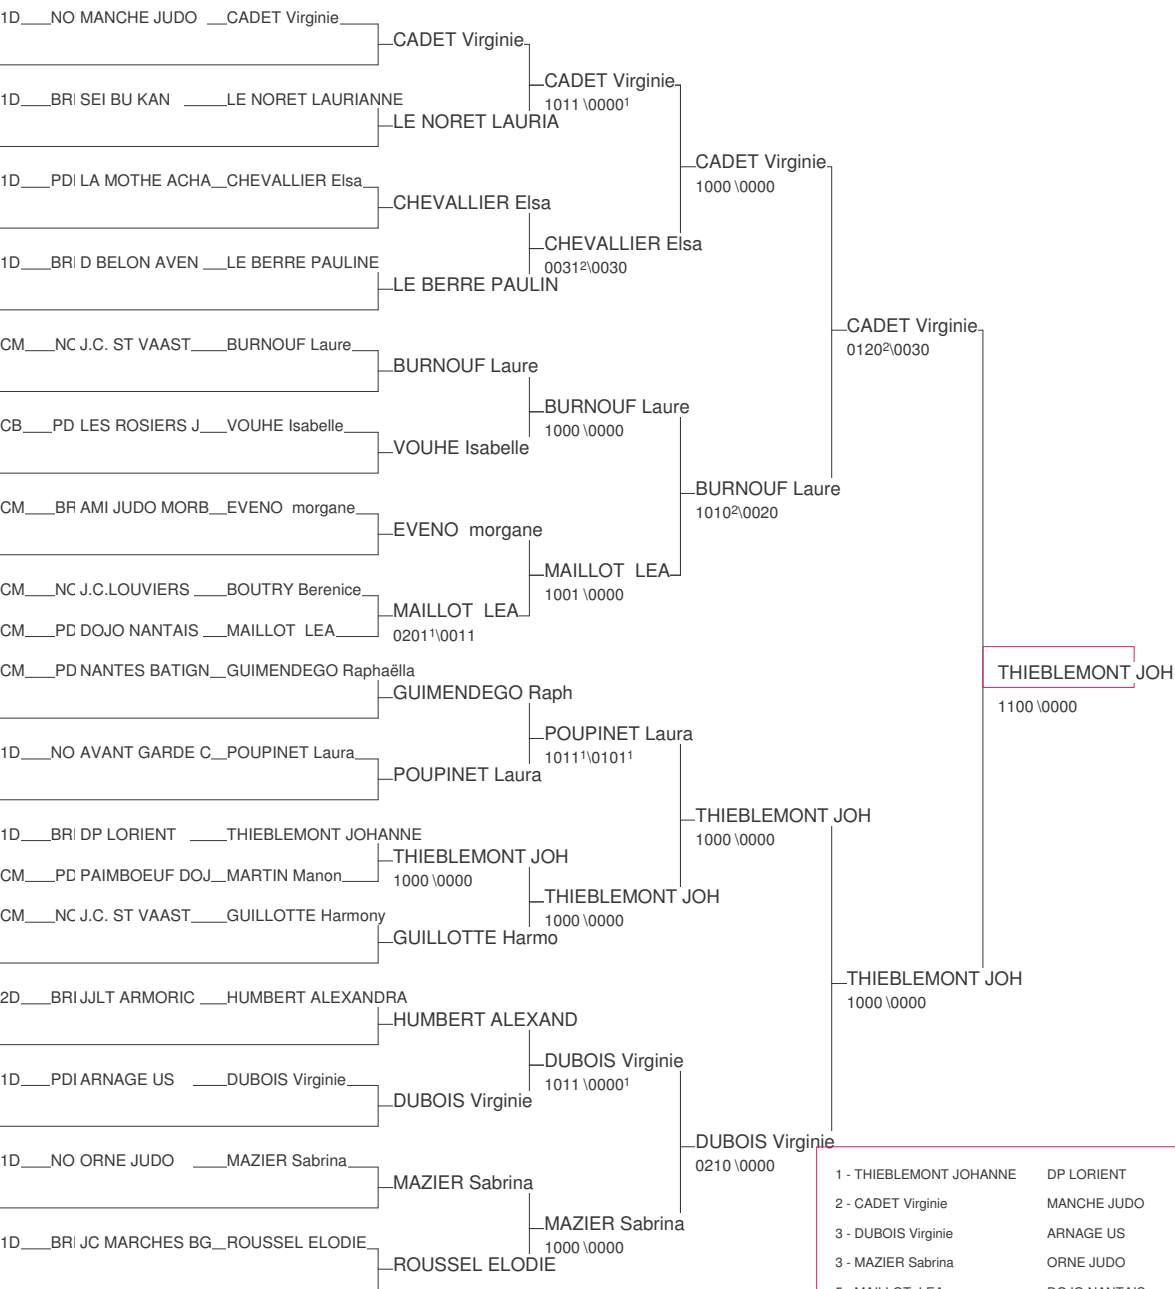 1D NO MANCHE JUDO CADET Virginie
CADET Virginie
CADET Virginie
1011 \0000¹
1D BRI SEI BU KAN LE NORET LAURIANNE
LE NORET LAURIA
CADET Virginie
1000 \0000
1D PDI LA MOTHE ACHA CHEVALLIER Elsa
CHEVALLIER Elsa
CHEVALLIER Elsa
0031²\0030
1D BRI D BELON AVEN LE BERRE PAULINE
LE BERRE PAULIN
CADET Virginie
0120²\0030
CM NC J.C. ST VAAST BURNOUF Laure
BURNOUF Laure
BURNOUF Laure
1000 \0000
CB PD LES ROSIERS J VOUHE Isabelle
VOUHE Isabelle
BURNOUF Laure
1010²\0020
CM BR AMI JUDO MORB EVENO morgane
EVENO morgane
MAILLOT LEA
1001 \0000
CM NC J.C.LOUVIERS BOUTRY Berenice
MAILLOT LEA
0201¹\0011
CM PD DOJO NANTAIS MAILLOT LEA
THIEBLEMONT JOH
1100 \0000
CM PD NANTES BATIGN GUIMENDEGO Raphaëlla
GUIMENDEGO Raph
POUPINET Laura
1011¹\0101¹
1D NO AVANT GARDE C POUPINET Laura
POUPINET Laura
THIEBLEMONT JOH
1000 \0000
1D BRI DP LORIENT THIEBLEMONT JOHANNE
THIEBLEMONT JOH
1000 \0000
CM PD PAIMBOEUF DOJ MARTIN Manon
THIEBLEMONT JOH
1000 \0000
CM NC J.C. ST VAAST GUILLOTTE Harmony
GUILLOTTE Harmo
THIEBLEMONT JOH
1000 \0000
2D BRI JJLT ARMORIC HUMBERT ALEXANDRA
HUMBERT ALEXAND
DUBOIS Virginie
1011 \0000¹
1D PDI ARNAGE US DUBOIS Virginie
DUBOIS Virginie
DUBOIS Virginie
0210 \0000
1D NO ORNE JUDO MAZIER Sabrina
MAZIER Sabrina
MAZIER Sabrina
1000 \0000
1D BRI JC MARCHES BG ROUSSEL ELODIE
ROUSSEL ELODIE
1 - THIEBLEMONT JOHANNE DP LORIENT
2 - CADET Virginie MANCHE JUDO
3 - DUBOIS Virginie ARNAGE US
3 - MAZIER Sabrina ORNE JUDO
5 - MAILLOT LEA DOJO NANTAIS